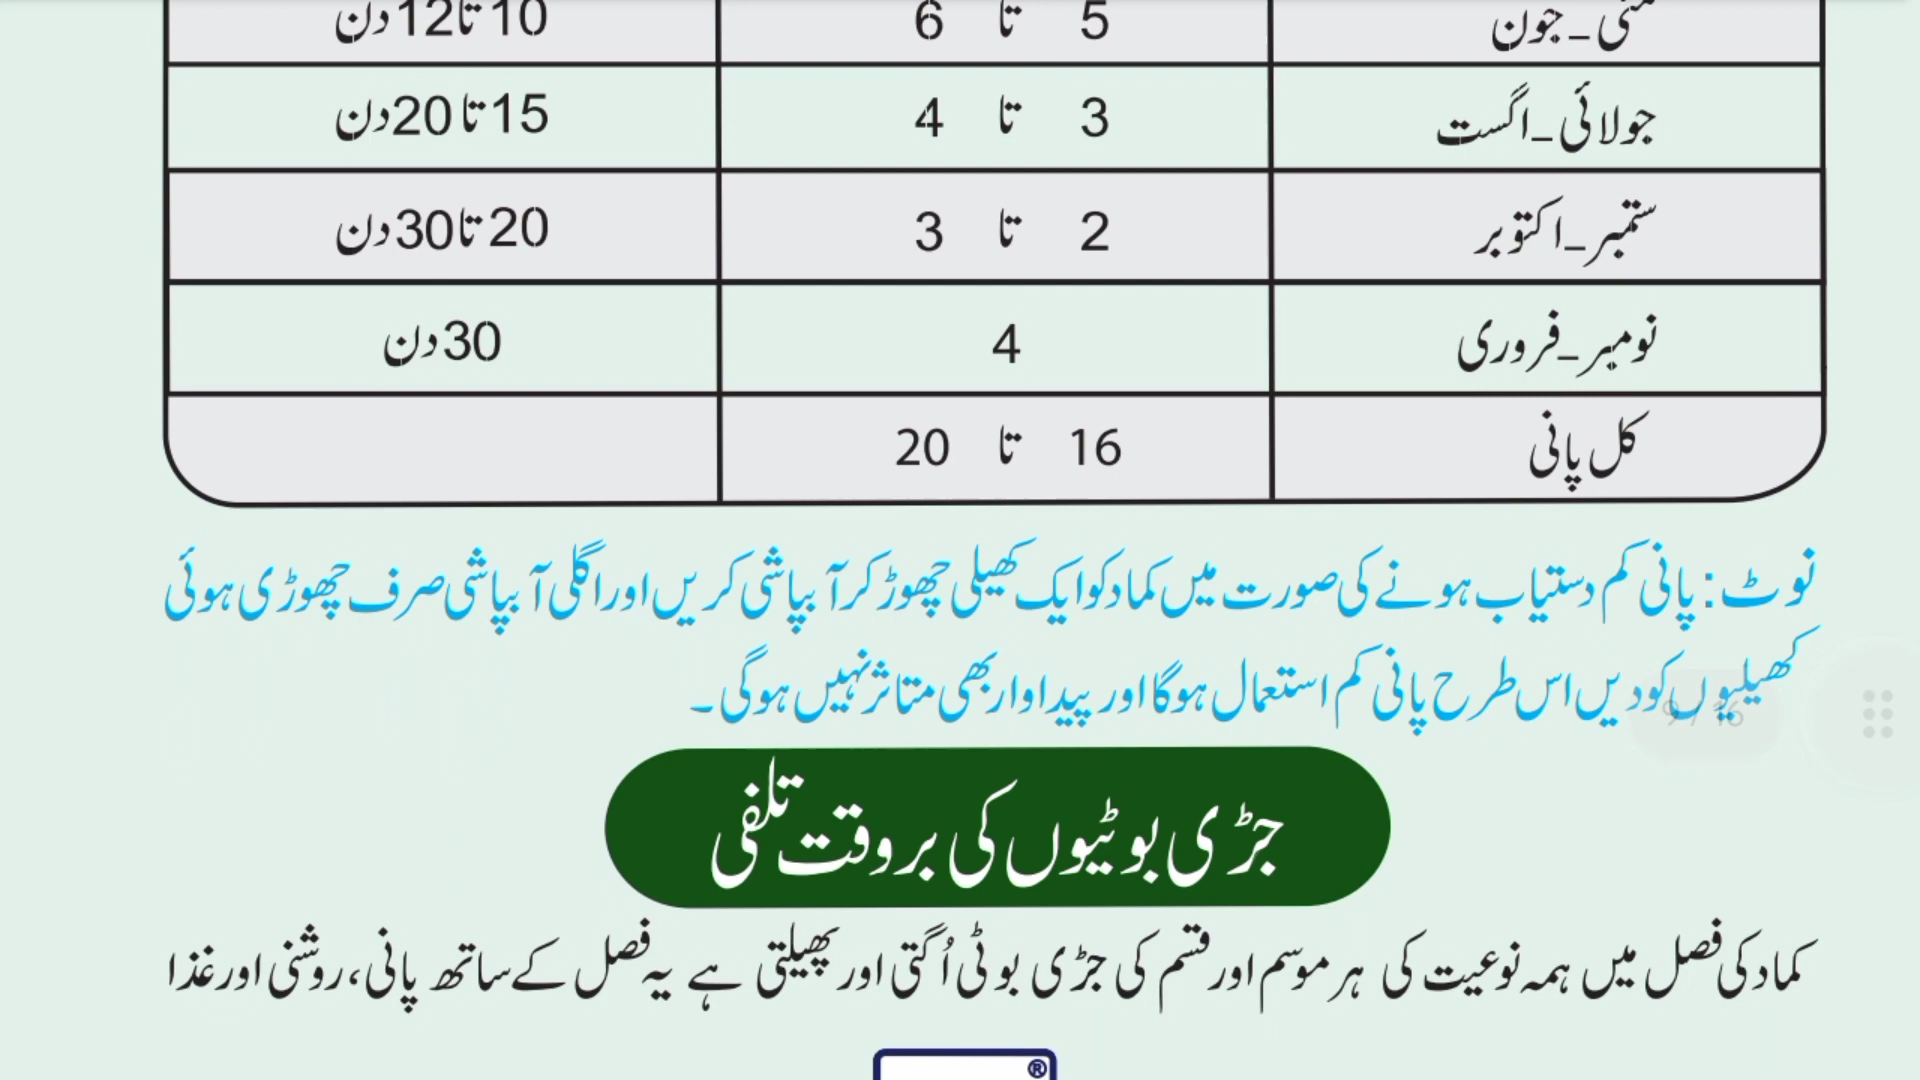 مئی۔جون 5 تا 6 10 تا 12 دن
جولائی۔اگست 3 تا 4 15 تا 20 دن
ستمبر۔اکتوبر 2 تا 3 20 تا 30 دن
نومبر۔فروری 4 30 دن
کل پانی 16 تا 20
نوٹ: پانی کم دستیاب ہونے کی صورت میں کماد کو ایک کھیلی چھوڑ کر آبپاشی کریں اور اگلی آبپاشی صرف چھوڑی ہوئی
کھیلیوں کو دیں اس طرح پانی کم استعمال ہوگا اور پیداوار بھی متاثر نہیں ہوگی۔
9 / 16
جڑی بوٹیوں کی بروقت تلفی
کماد کی فصل میں ہمہ نوعیت کی ہر موسم اور قسم کی جڑی بوٹی اُگتی اور پھیلتی ہے یہ فصل کے ساتھ پانی، روشنی اور غذا
®